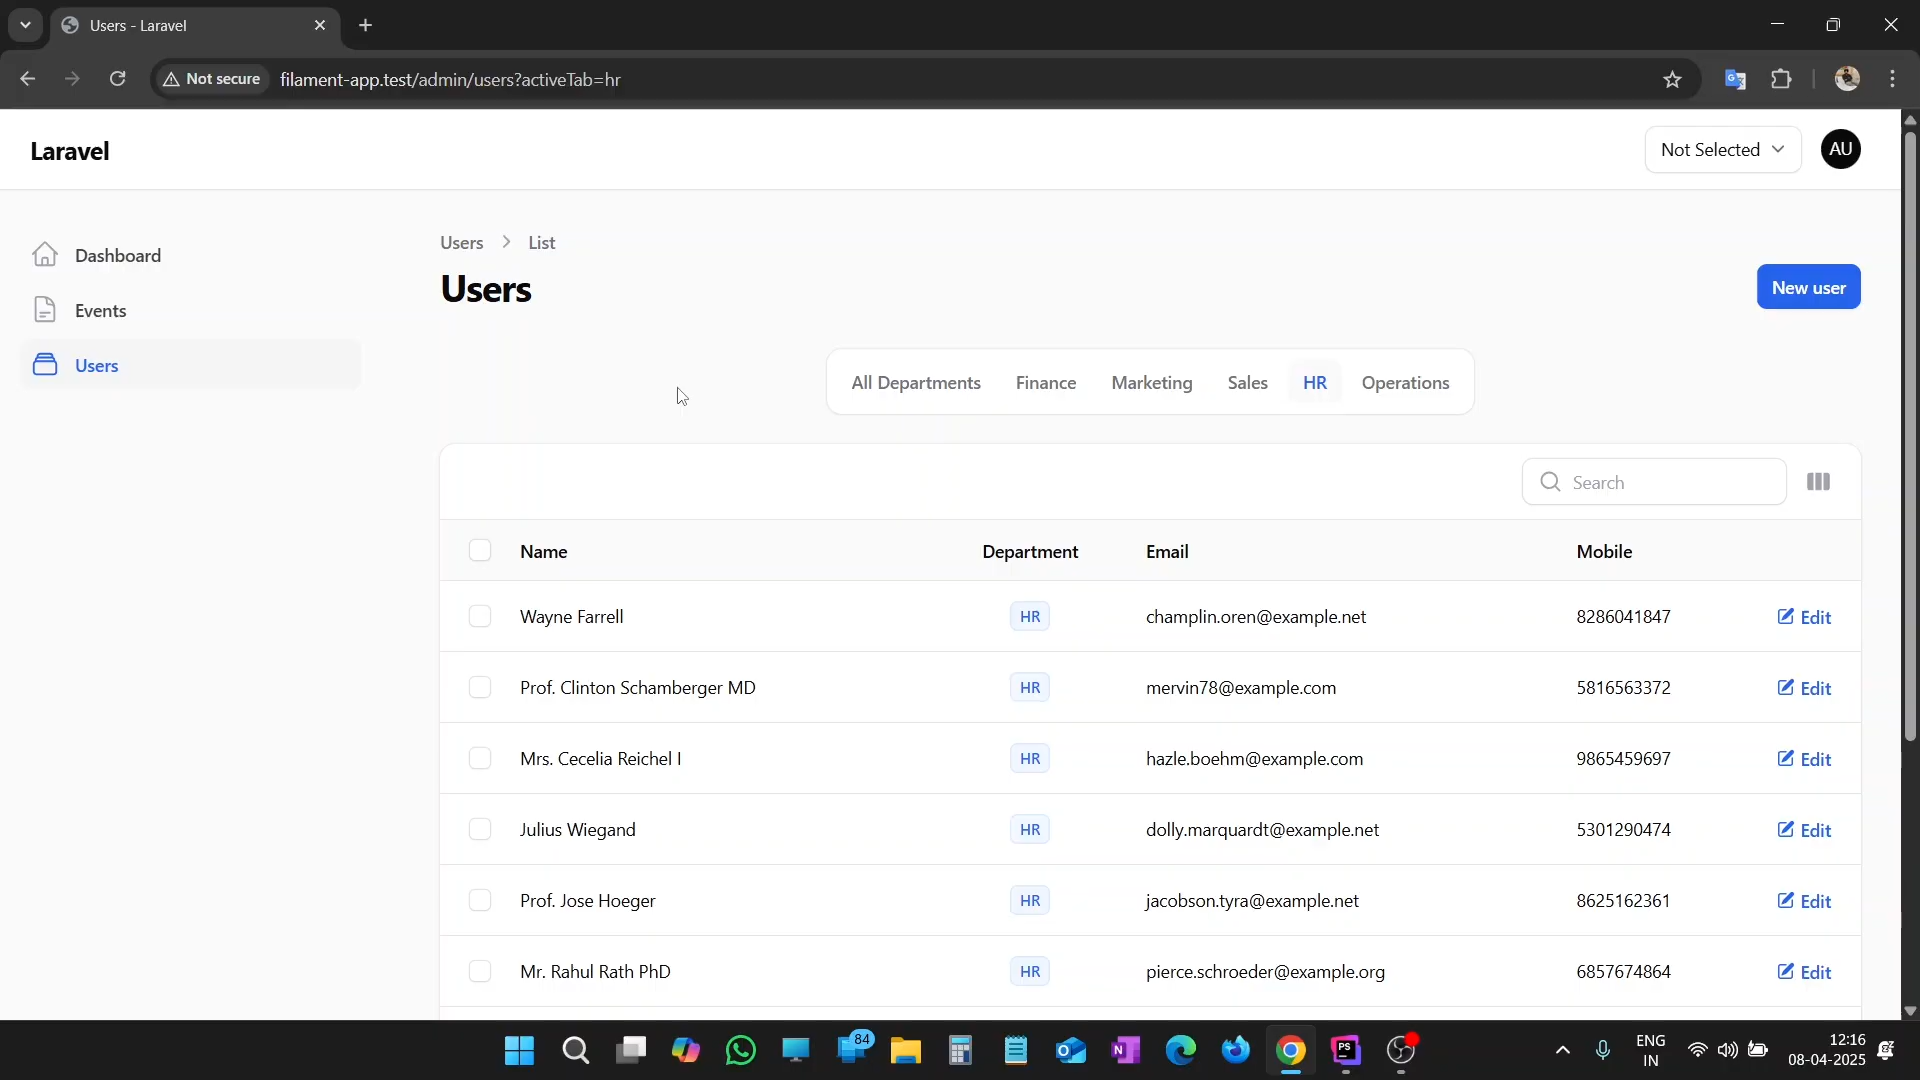 Users - Laravel
Not secure
filament-app.test/admin/users?activeTab=hr
Laravel
Not Selected
AU
Dashboard
Events
Users
Users > List
Users
New user
All Departments Finance Marketing Sales HR Operations
Search
Name Department Email Mobile
Wayne Farrell HR champlin.oren@example.net 8286041847 Edit
Prof. Clinton Schamberger MD HR mervin78@example.com 5816563372 Edit
Mrs. Cecelia Reichel I HR hazle.boehm@example.com 9865459697 Edit
Julius Wiegand HR dolly.marquardt@example.net 5301290474 Edit
Prof. Jose Hoeger HR jacobson.tyra@example.net 8625162361 Edit
Mr. Rahul Rath PhD HR pierce.schroeder@example.org 6857674864 Edit
84
PS
ENG
IN
12:16
08-04-2025